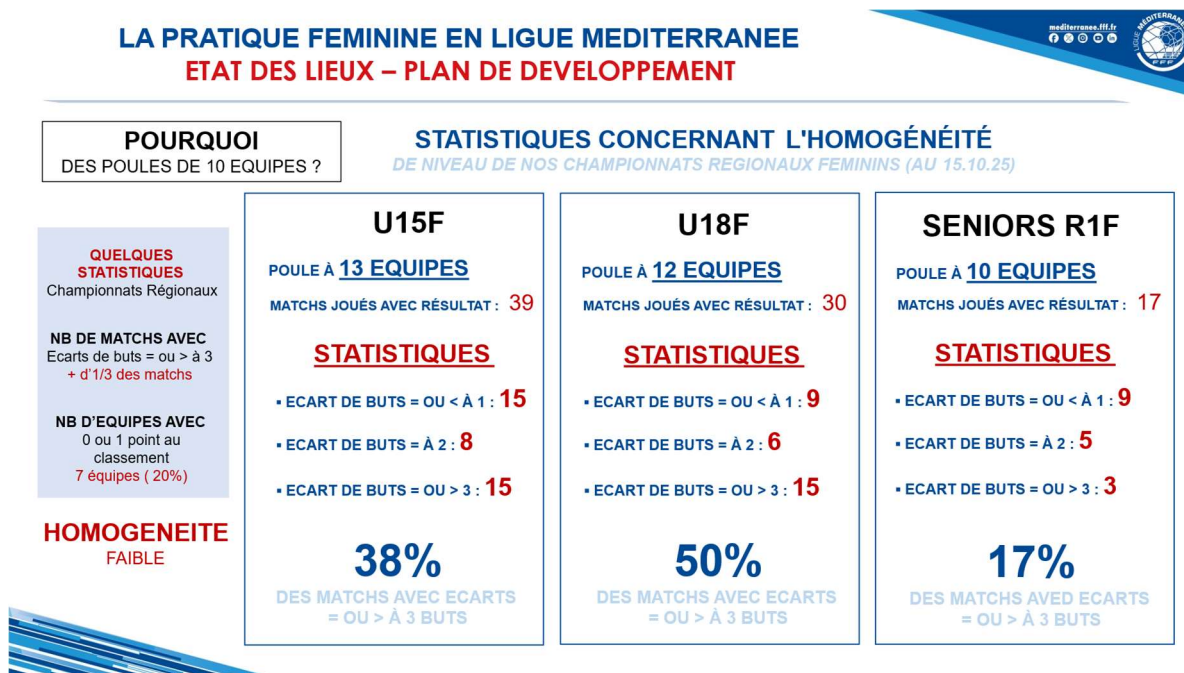 LA PRATIQUE FEMININE EN LIGUE MEDITERRANEE
ETAT DES LIEUX – PLAN DE DEVELOPPEMENT
mediterranee.fff.fr
LIGUE MÉDITERRANÉE
FFF
POURQUOI
DES POULES DE 10 EQUIPES ?
STATISTIQUES CONCERNANT L'HOMOGÉNÉITÉ
DE NIVEAU DE NOS CHAMPIONNATS REGIONAUX FEMININS (AU 15.10.25)
QUELQUES
STATISTIQUES
Championnats Régionaux
NB DE MATCHS AVEC
Ecarts de buts = ou > à 3
+ d'1/3 des matchs
NB D'EQUIPES AVEC
0 ou 1 point au
classement
7 équipes ( 20%)
HOMOGENEITE
FAIBLE
U15F
POULE À 13 EQUIPES
MATCHS JOUÉS AVEC RÉSULTAT : 39
STATISTIQUES
▪ ECART DE BUTS = OU < À 1 : 15
▪ ECART DE BUTS = À 2 : 8
▪ ECART DE BUTS = OU > 3 : 15
38%
DES MATCHS AVEC ECARTS
= OU > À 3 BUTS
U18F
POULE À 12 EQUIPES
MATCHS JOUÉS AVEC RÉSULTAT : 30
STATISTIQUES
▪ ECART DE BUTS = OU < À 1 : 9
▪ ECART DE BUTS = À 2 : 6
▪ ECART DE BUTS = OU > 3 : 15
50%
DES MATCHS AVEC ECARTS
= OU > À 3 BUTS
SENIORS R1F
POULE À 10 EQUIPES
MATCHS JOUÉS AVEC RÉSULTAT : 17
STATISTIQUES
▪ ECART DE BUTS = OU < À 1 : 9
▪ ECART DE BUTS = À 2 : 5
▪ ECART DE BUTS = OU > 3 : 3
17%
DES MATCHS AVED ECARTS
= OU > À 3 BUTS